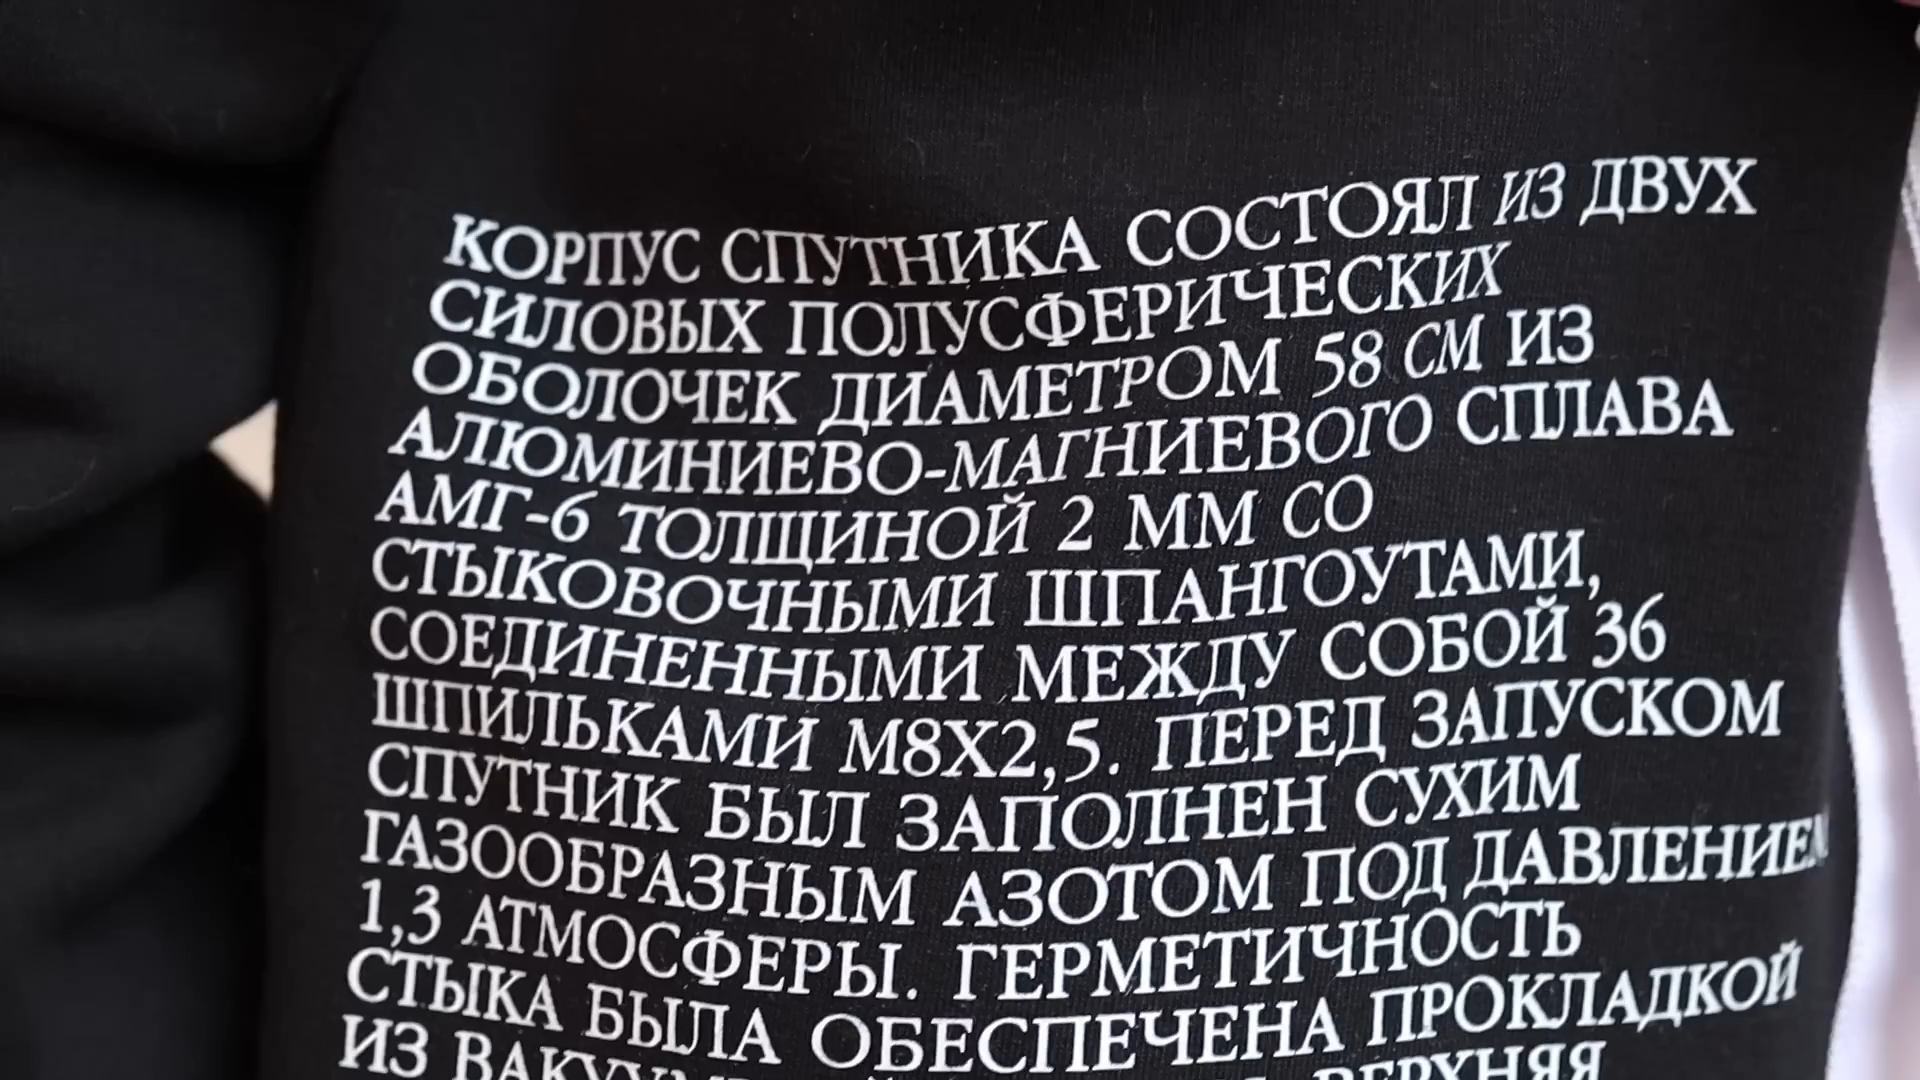 КОРПУС СПУТНИКА СОСТОЯЛ ИЗ ДВУХ
СИЛОВЫХ ПОЛУСФЕРИЧЕСКИХ
ОБОЛОЧЕК ДИАМЕТРОМ 58 СМ ИЗ
АЛЮМИНИЕВО-МАГНИЕВОГО СПЛАВА
АМГ-6 ТОЛЩИНОЙ 2 ММ СО
СТЫКОВОЧНЫМИ ШПАНГОУТАМИ,
СОЕДИНЕННЫМИ МЕЖДУ СОБОЙ 36
ШПИЛЬКАМИ М8Х2,5. ПЕРЕД ЗАПУСКОМ
СПУТНИК БЫЛ ЗАПОЛНЕН СУХИМ
ГАЗООБРАЗНЫМ АЗОТОМ ПОД ДАВЛЕНИЕМ
1,3 АТМОСФЕРЫ. ГЕРМЕТИЧНОСТЬ
СТЫКА БЫЛА ОБЕСПЕЧЕНА ПРОКЛАДКОЙ
ИЗ ВЕРХНЯЯ